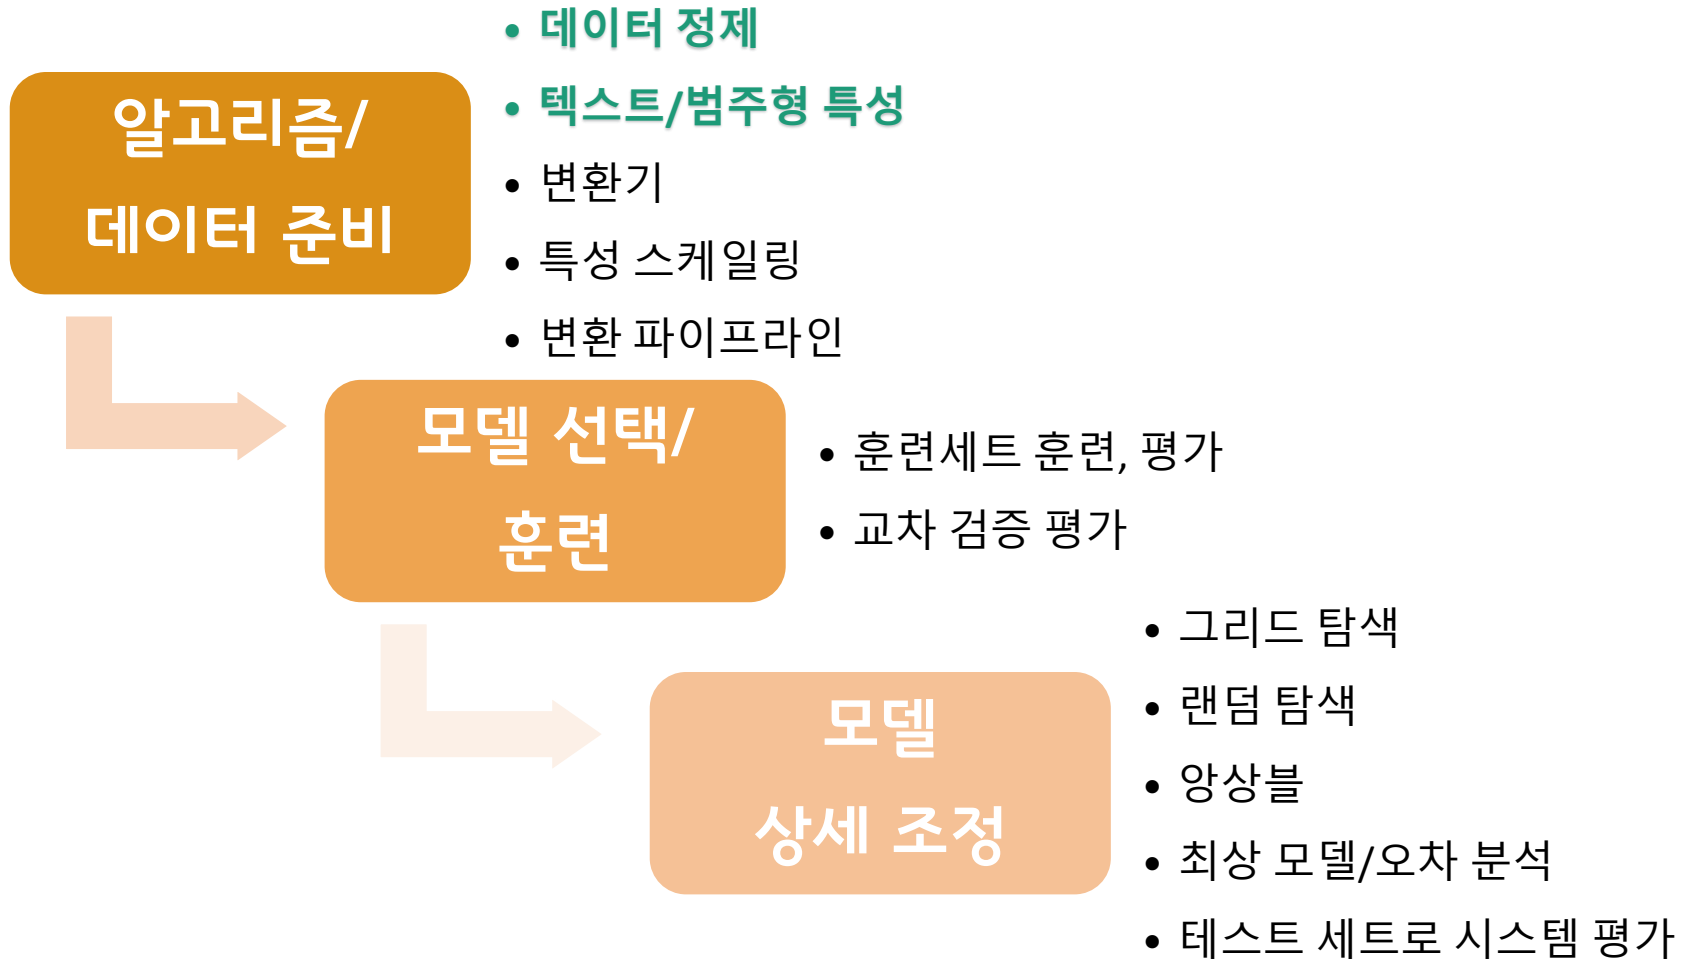 • 데이터 정제
• 텍스트/범주형 특성
• 변환기
• 특성 스케일링
• 변환 파이프라인
알고리즘/
데이터 준비
모델 선택/
훈련
• 훈련세트 훈련, 평가
• 교차 검증 평가
모델
상세 조정
• 그리드 탐색
• 랜덤 탐색
• 앙상블
• 최상 모델/오차 분석
• 테스트 세트로 시스템 평가